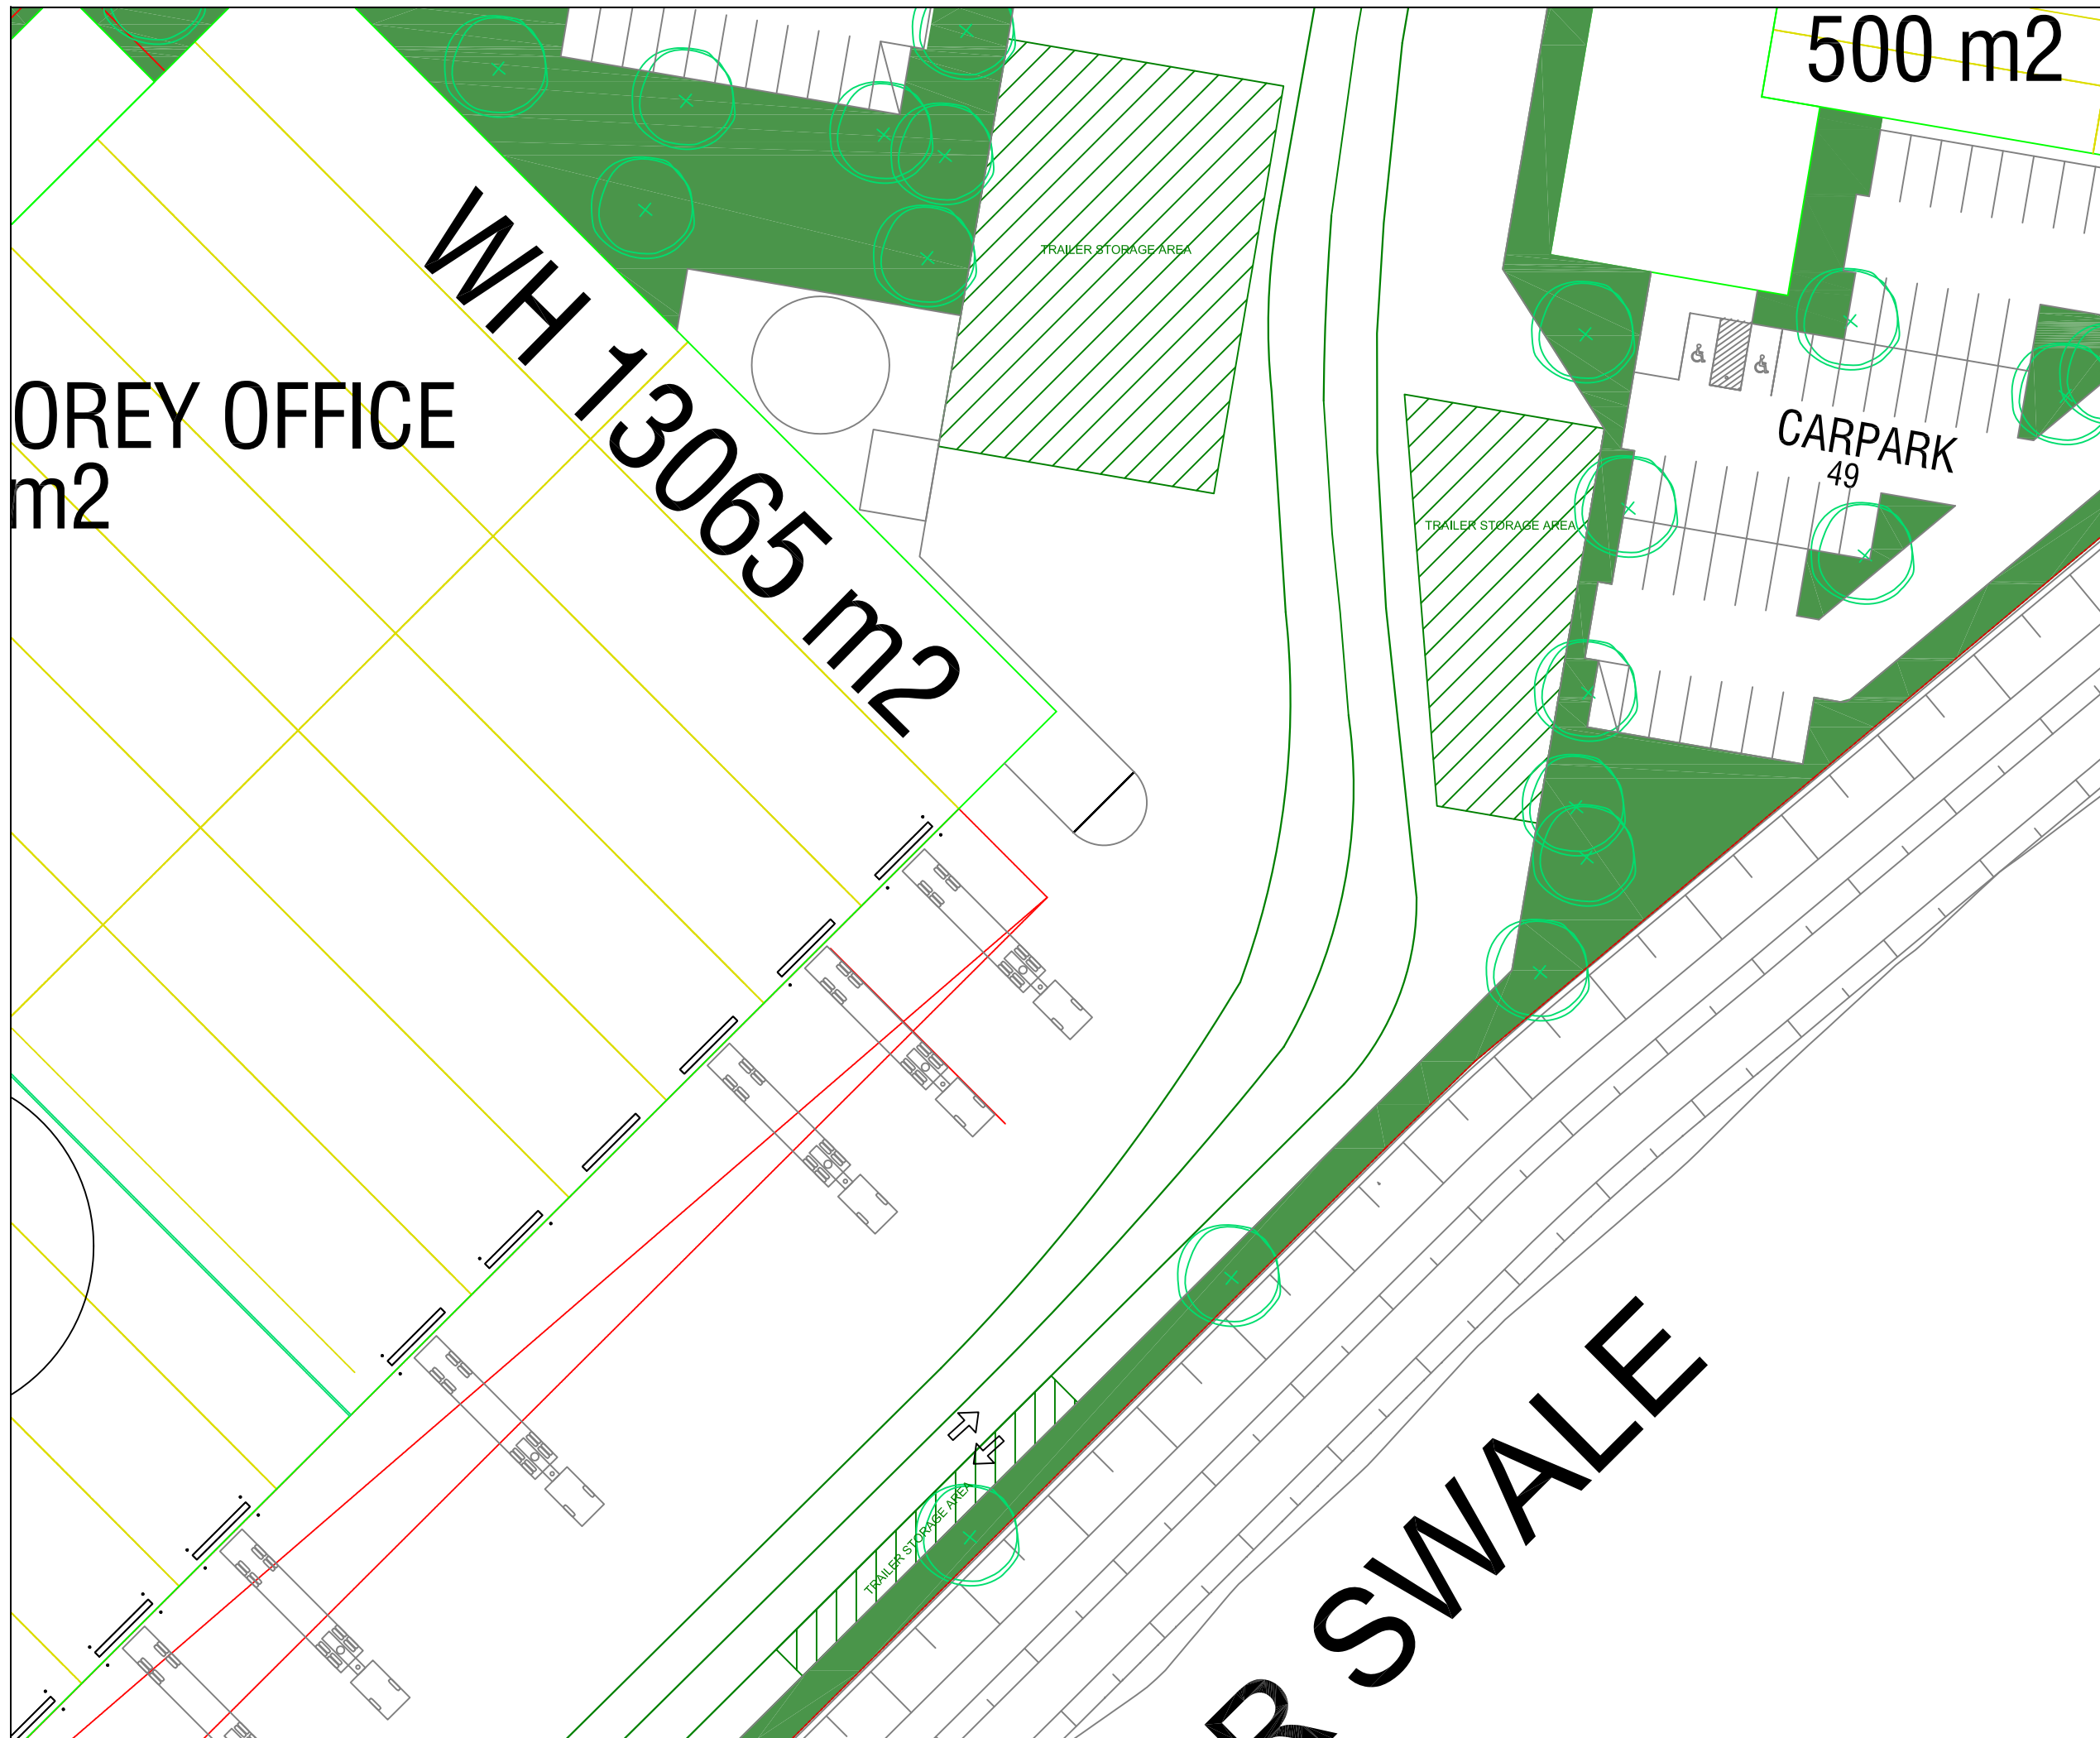 500 m2
TRAILER STORAGE AREA
WH 13065 m2
OREY OFFICE
m2
CARPARK
49
TRAILER STORAGE AREA
TRAILER STORAGE AREA
R SWALE